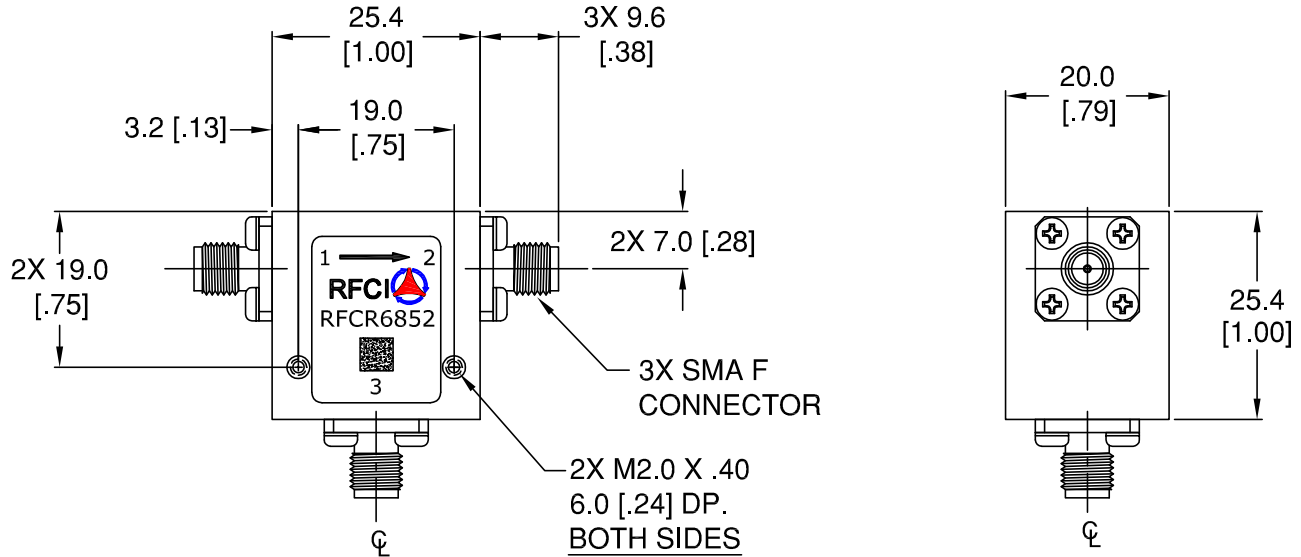 25.4
[1.00]
3X 9.6
[.38]
3.2 [.13]
19.0
[.75]
2X 19.0
[.75]
2X 7.0 [.28]
1 2
RFCI
RFCR6852
3
3X SMA F
CONNECTOR
2X M2.0 X .40
6.0 [.24] DP.
BOTH SIDES
℄
20.0
[.79]
25.4
[1.00]
℄